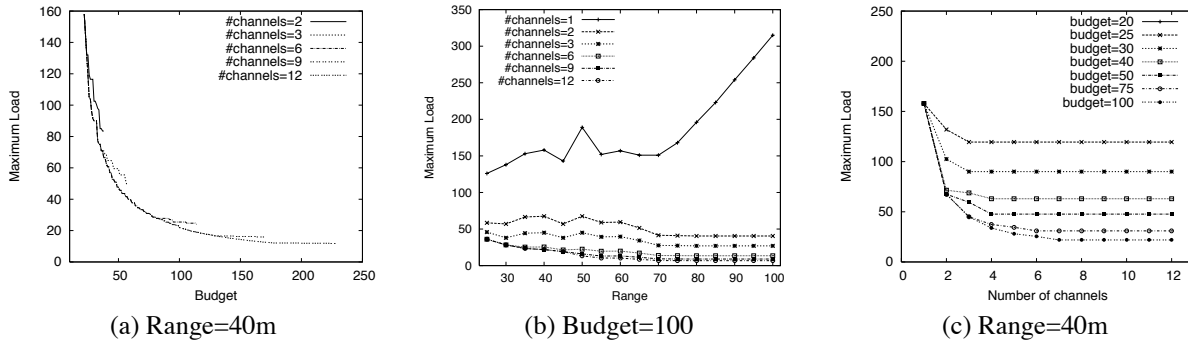 160
140
120
100
80
60
40
20
0
Maximum Load
50
100
150
200
250
Budget
#channels=2
#channels=3
#channels=6
#channels=9
#channels=12
(a) Range=40m
350
300
250
200
150
100
50
0
Maximum Load
30
40
50
60
70
80
90
100
Range
#channels=1
#channels=2
#channels=3
#channels=6
#channels=9
#channels=12
(b) Budget=100
250
200
150
100
50
0
Maximum Load
0
2
4
6
8
10
12
Number of channels
budget=20
budget=25
budget=30
budget=40
budget=50
budget=75
budget=100
(c) Range=40m